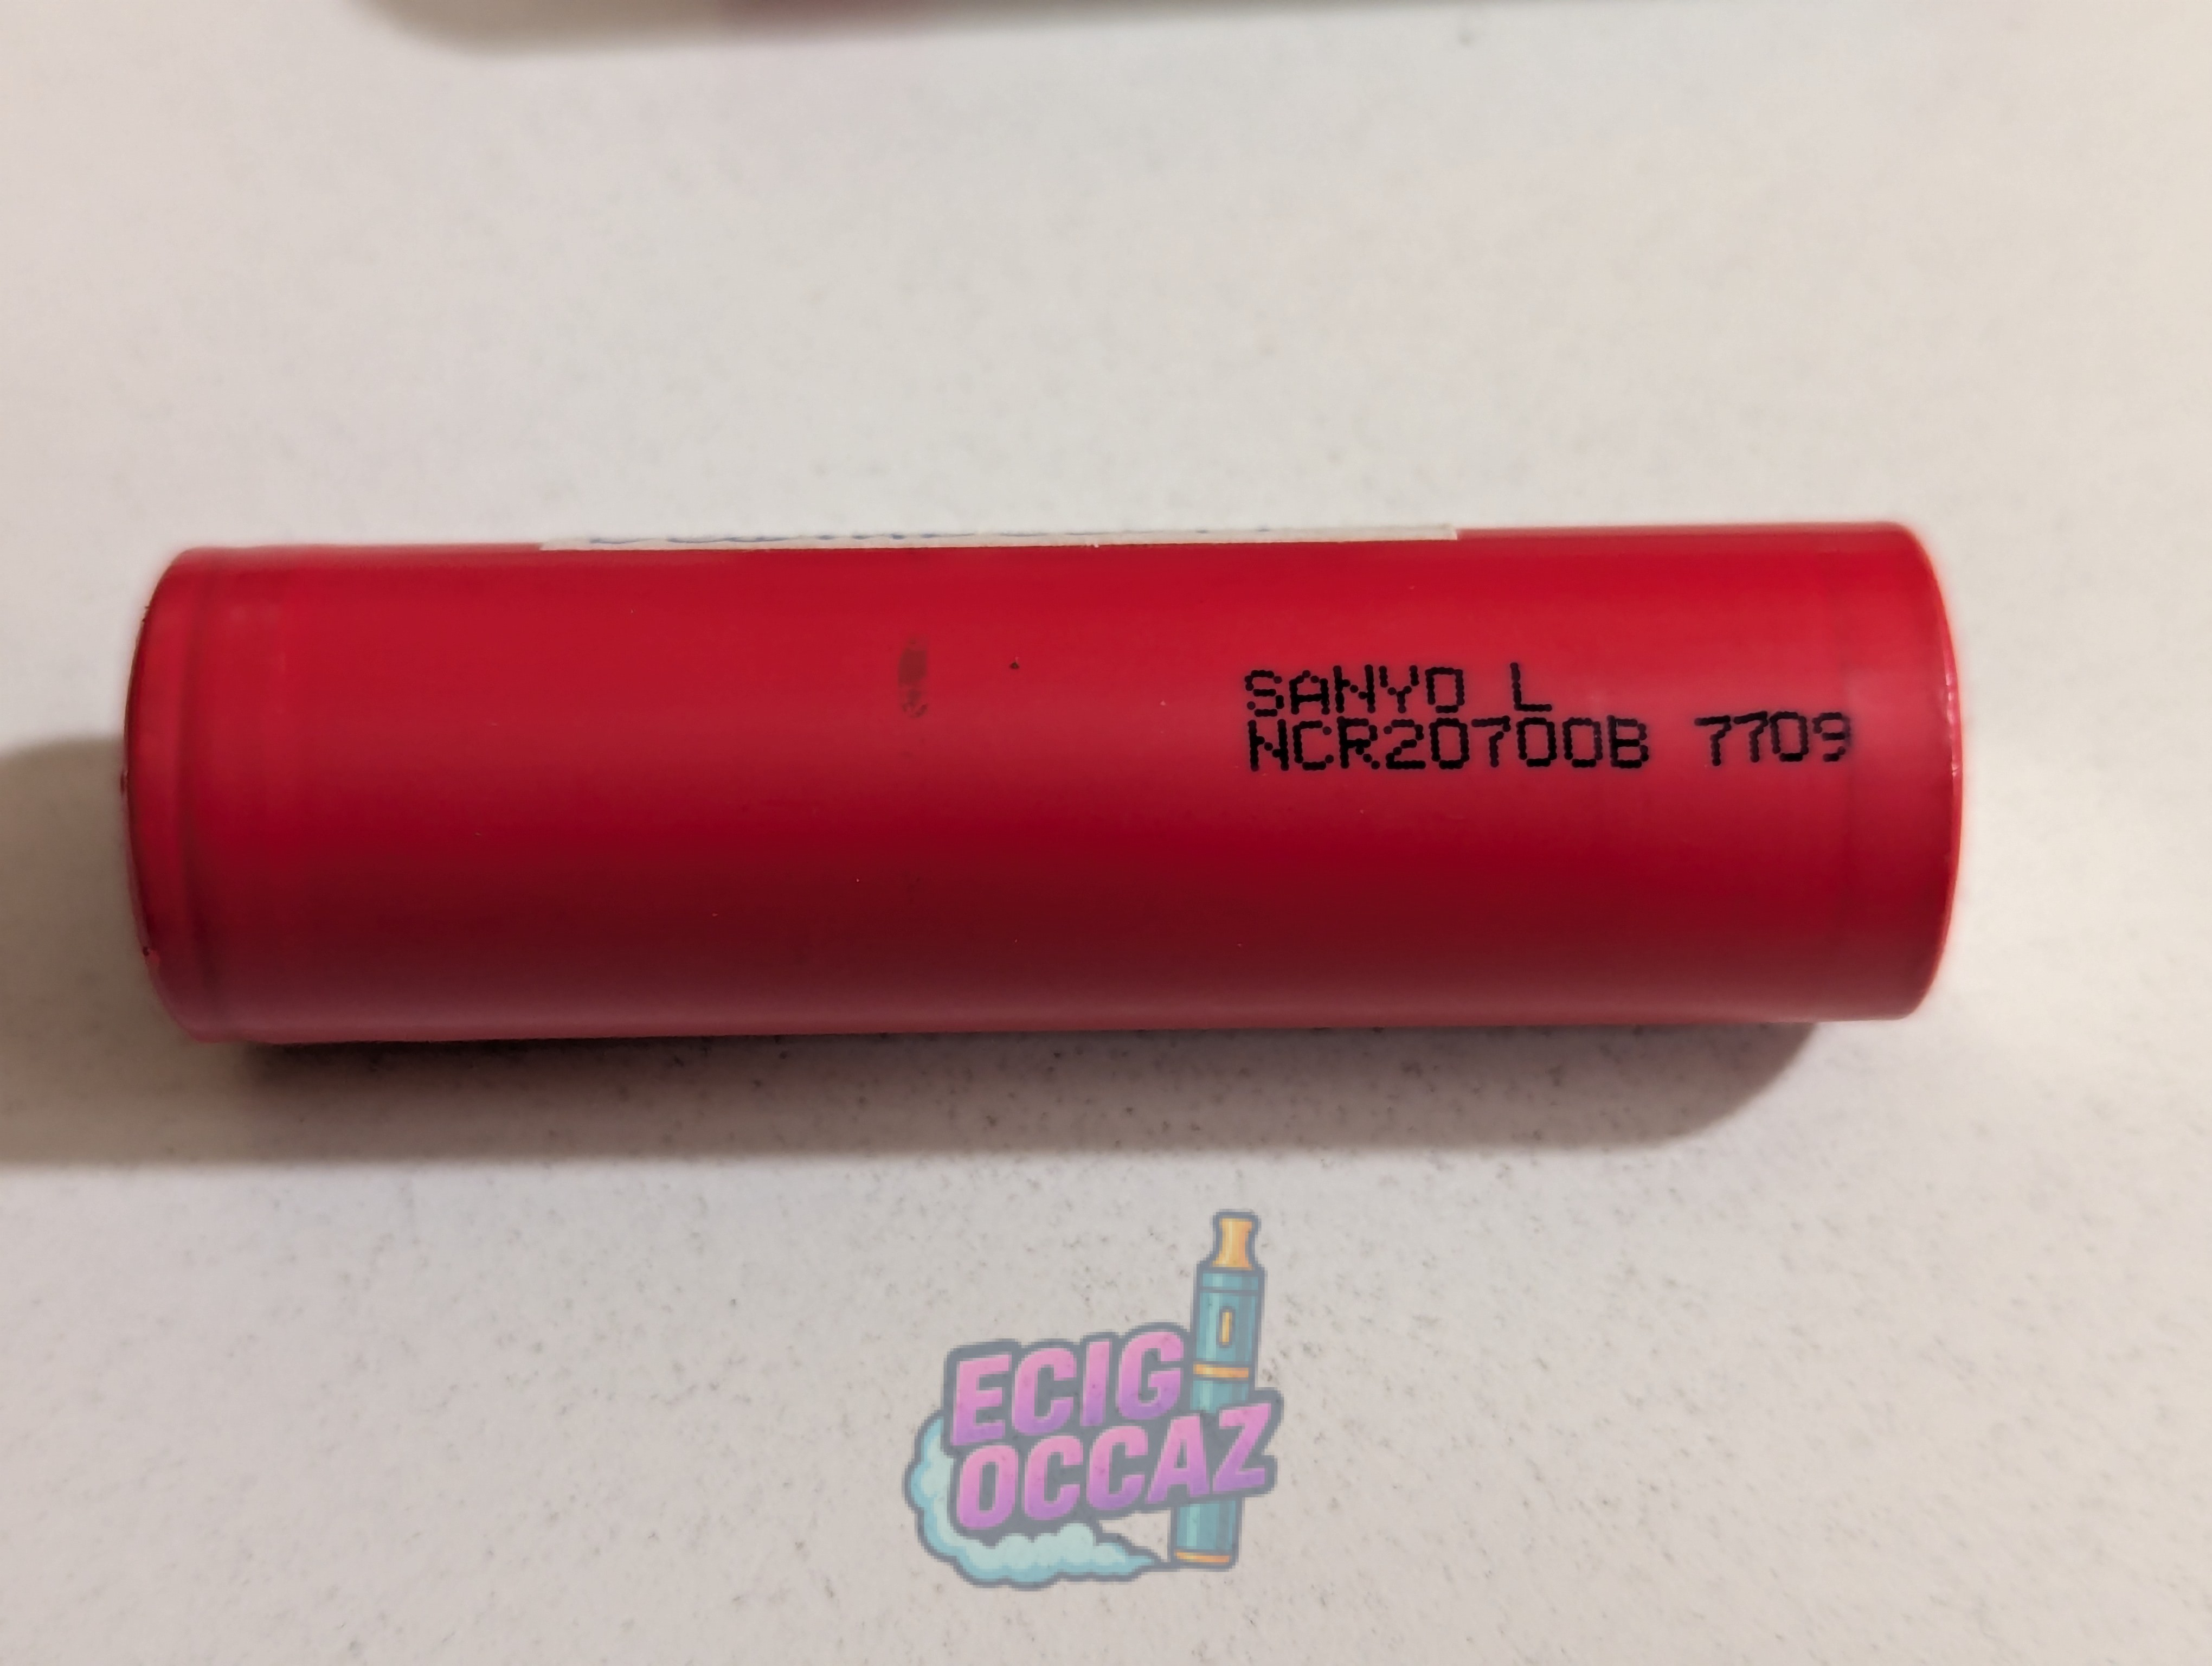 SANYO L
NCR20700B 7709
ECIG
OCCAZ